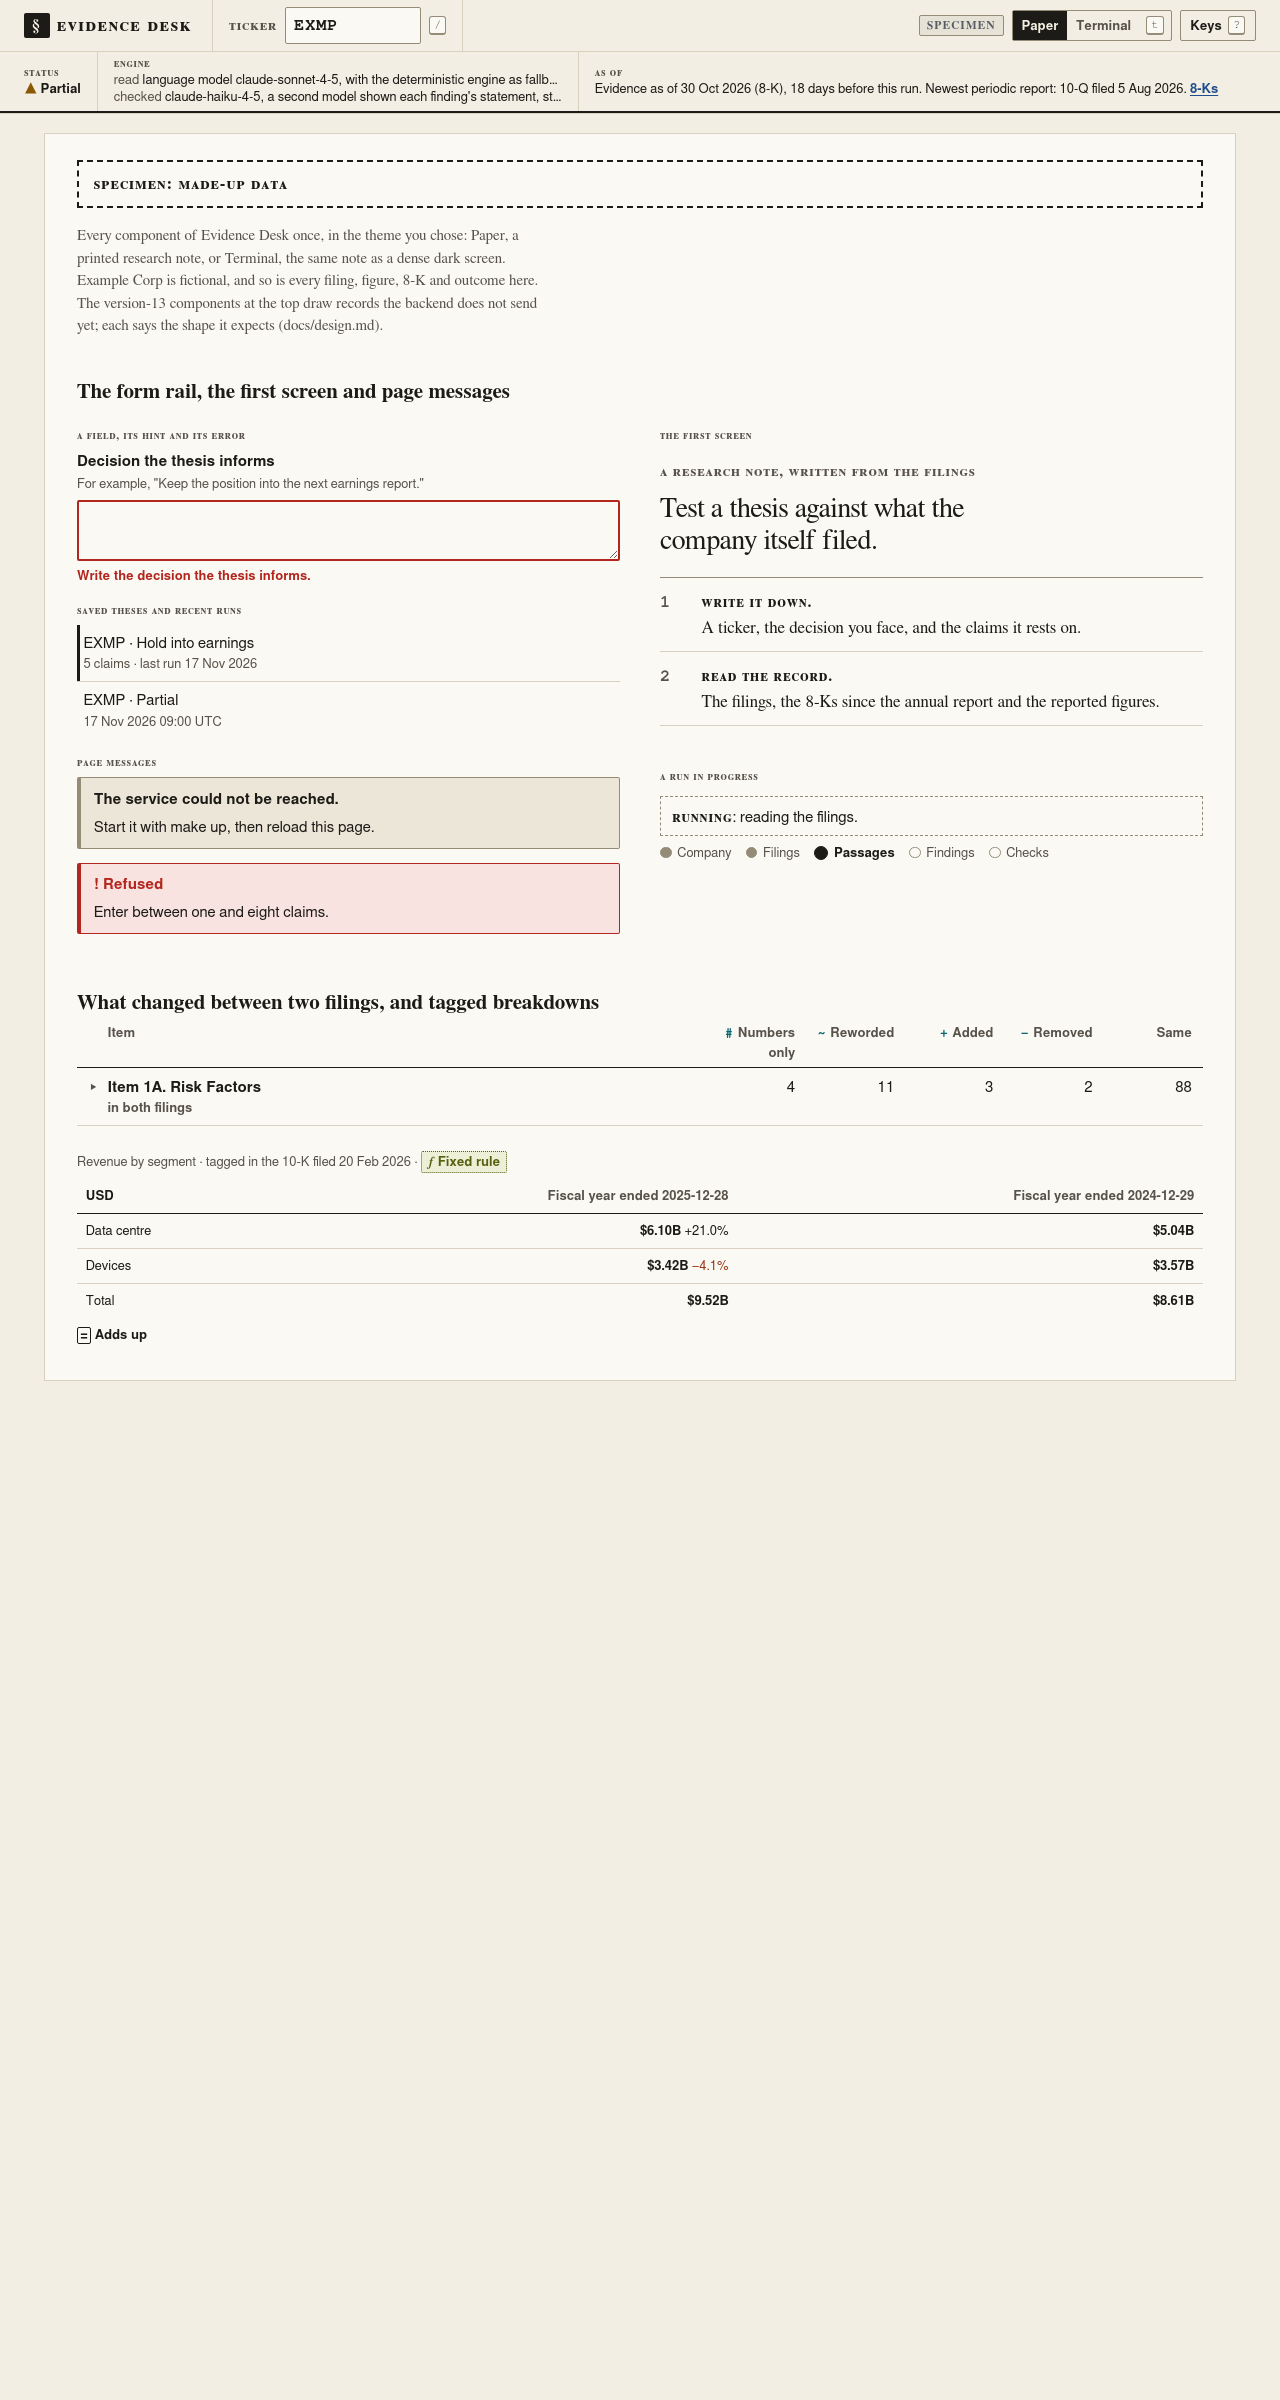 § EVIDENCE DESK
TICKER EXMP /
SPECIMEN Paper Terminal t Keys ?
STATUS
Partial
ENGINE
read language model claude-sonnet-4-5, with the deterministic engine as fallb…
checked claude-haiku-4-5, a second model shown each finding's statement, st…
AS OF
Evidence as of 30 Oct 2026 (8-K), 18 days before this run. Newest periodic report: 10-Q filed 5 Aug 2026. 8-Ks
SPECIMEN: MADE-UP DATA
Every component of Evidence Desk once, in the theme you chose: Paper, a
printed research note, or Terminal, the same note as a dense dark screen.
Example Corp is fictional, and so is every filing, figure, 8-K and outcome here.
The version-13 components at the top draw records the backend does not send
yet; each says the shape it expects (docs/design.md).
The form rail, the first screen and page messages
A FIELD, ITS HINT AND ITS ERROR
Decision the thesis informs
For example, "Keep the position into the next earnings report."
Write the decision the thesis informs.
SAVED THESES AND RECENT RUNS
EXMP · Hold into earnings
5 claims · last run 17 Nov 2026
EXMP · Partial
17 Nov 2026 09:00 UTC
PAGE MESSAGES
The service could not be reached.
Start it with make up, then reload this page.
! Refused
Enter between one and eight claims.
THE FIRST SCREEN
A RESEARCH NOTE, WRITTEN FROM THE FILINGS
Test a thesis against what the
company itself filed.
1 WRITE IT DOWN.
A ticker, the decision you face, and the claims it rests on.
2 READ THE RECORD.
The filings, the 8-Ks since the annual report and the reported figures.
A RUN IN PROGRESS
RUNNING: reading the filings.
Company Filings Passages Findings Checks
What changed between two filings, and tagged breakdowns
Item # Numbers only ~ Reworded + Added − Removed Same
Item 1A. Risk Factors 4 11 3 2 88
in both filings
Revenue by segment · tagged in the 10-K filed 20 Feb 2026 · ƒ Fixed rule
USD Fiscal year ended 2025-12-28 Fiscal year ended 2024-12-29
Data centre $6.10B +21.0% $5.04B
Devices $3.42B −4.1% $3.57B
Total $9.52B $8.61B
= Adds up